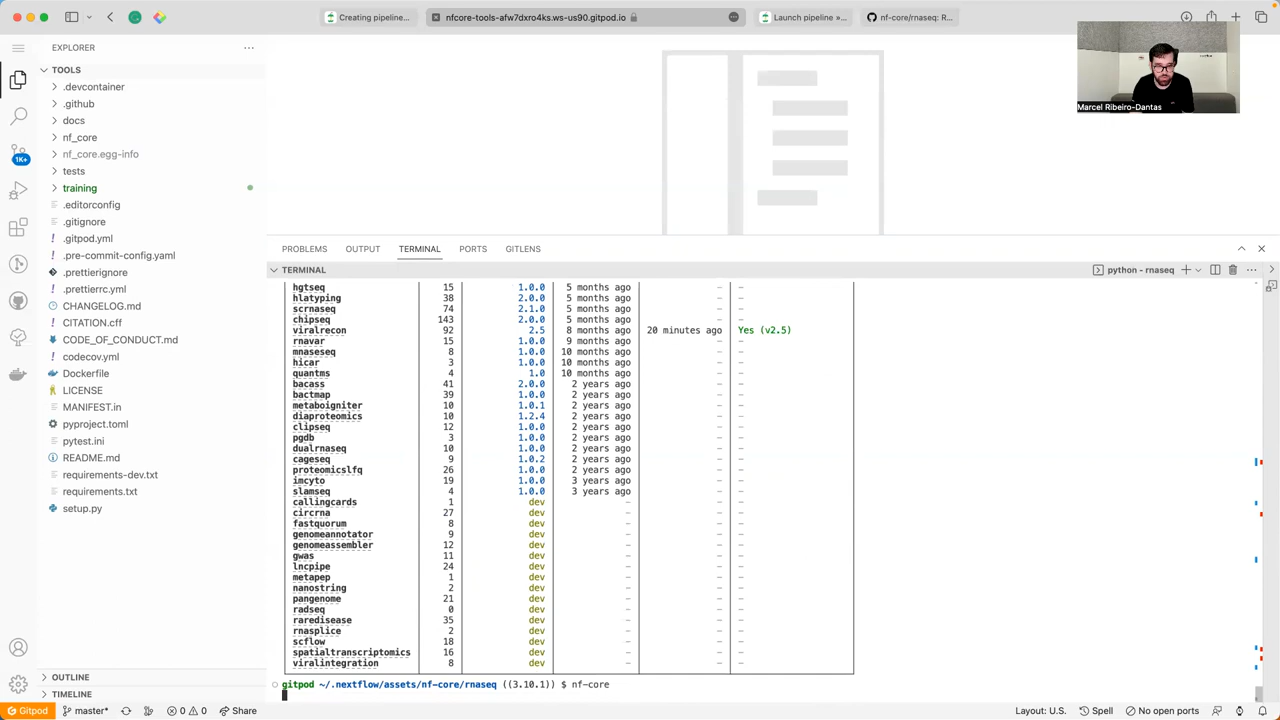 Creating pipeline...
nfcore-tools-afw7dxro4ks.ws-us90.gitpod.io
Launch pipeline »...
nf-core/rnaseq: R...
EXPLORER
TOOLS
.devcontainer
.github
docs
nf_core
nf_core.egg-info
tests
training
.editorconfig
.gitignore
.gitpod.yml
.pre-commit-config.yaml
.prettierignore
.prettierrc.yml
CHANGELOG.md
CITATION.cff
CODE_OF_CONDUCT.md
codecov.yml
Dockerfile
LICENSE
MANIFEST.in
pyproject.toml
pytest.ini
README.md
requirements-dev.txt
requirements.txt
setup.py
OUTLINE
TIMELINE
1K+
Marcel Ribeiro-Dantas
PROBLEMS OUTPUT TERMINAL PORTS GITLENS
TERMINAL
python - rnaseq
hgtseq 15 1.0.0 5 months ago – –
hlatyping 38 2.0.0 5 months ago – –
scrnaseq 74 2.1.0 5 months ago – –
chipseq 143 2.0.0 5 months ago – –
viralrecon 92 2.5 8 months ago 20 minutes ago Yes (v2.5)
rnavar 15 1.0.0 9 months ago – –
mnaseseq 8 1.0.0 10 months ago – –
hicar 3 1.0.0 10 months ago – –
quantms 4 1.0 10 months ago – –
bacass 41 2.0.0 2 years ago – –
bactmap 39 1.0.0 2 years ago – –
metaboigniter 10 1.0.1 2 years ago – –
diaproteomics 10 1.2.4 2 years ago – –
clipseq 12 1.0.0 2 years ago – –
pgdb 3 1.0.0 2 years ago – –
dualrnaseq 10 1.0.0 2 years ago – –
cageseq 9 1.0.2 2 years ago – –
proteomicslfq 26 1.0.0 2 years ago – –
imcyto 19 1.0.0 3 years ago – –
slamseq 4 1.0.0 3 years ago – –
callingcards 1 dev – – –
circrna 27 dev – – –
fastquorum 8 dev – – –
genomeannotator 9 dev – – –
genomeassembler 12 dev – – –
gwas 11 dev – – –
lncpipe 24 dev – – –
metapep 1 dev – – –
nanostring 2 dev – – –
pangenome 21 dev – – –
radseq 0 dev – – –
raredisease 35 dev – – –
rnasplice 2 dev – – –
scflow 18 dev – – –
spatialtranscriptomics 16 dev – – –
viralintegration 8 dev – – –
gitpod ~/.nextflow/assets/nf-core/rnaseq ((3.10.1)) $ nf-core
Gitpod master* 0 0 Share Layout: U.S. Spell No open ports